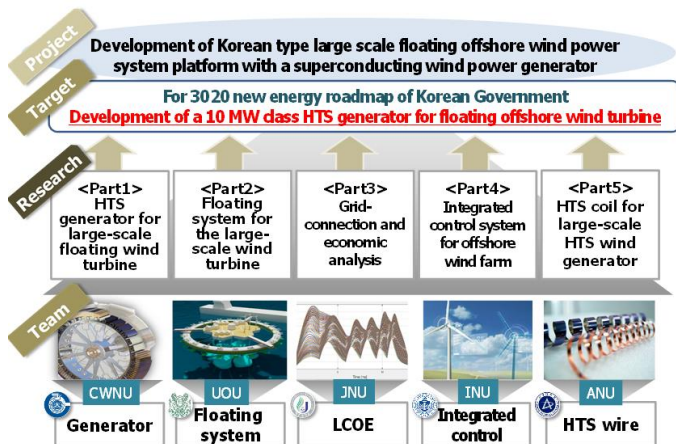 Project
Development of Korean type large scale floating offshore wind power
system platform with a superconducting wind power generator
Target
For 3020 new energy roadmap of Korean Government
Development of a 10 MW class HTS generator for floating offshore wind turbine
Research
<Part1>
HTS
generator for
large-scale
floating wind
turbine
<Part2>
Floating
system for
the large-
scale wind
turbine
<Part3>
Grid-
connection and
economic
analysis
<Part4>
Integrated
control system
for offshore
wind farm
<Part5>
HTS coil for
large-scale
HTS wind
generator
Team
CWNU
Generator
UOU
Floating
system
JNU
LCOE
INU
Integrated
control
ANU
HTS wire